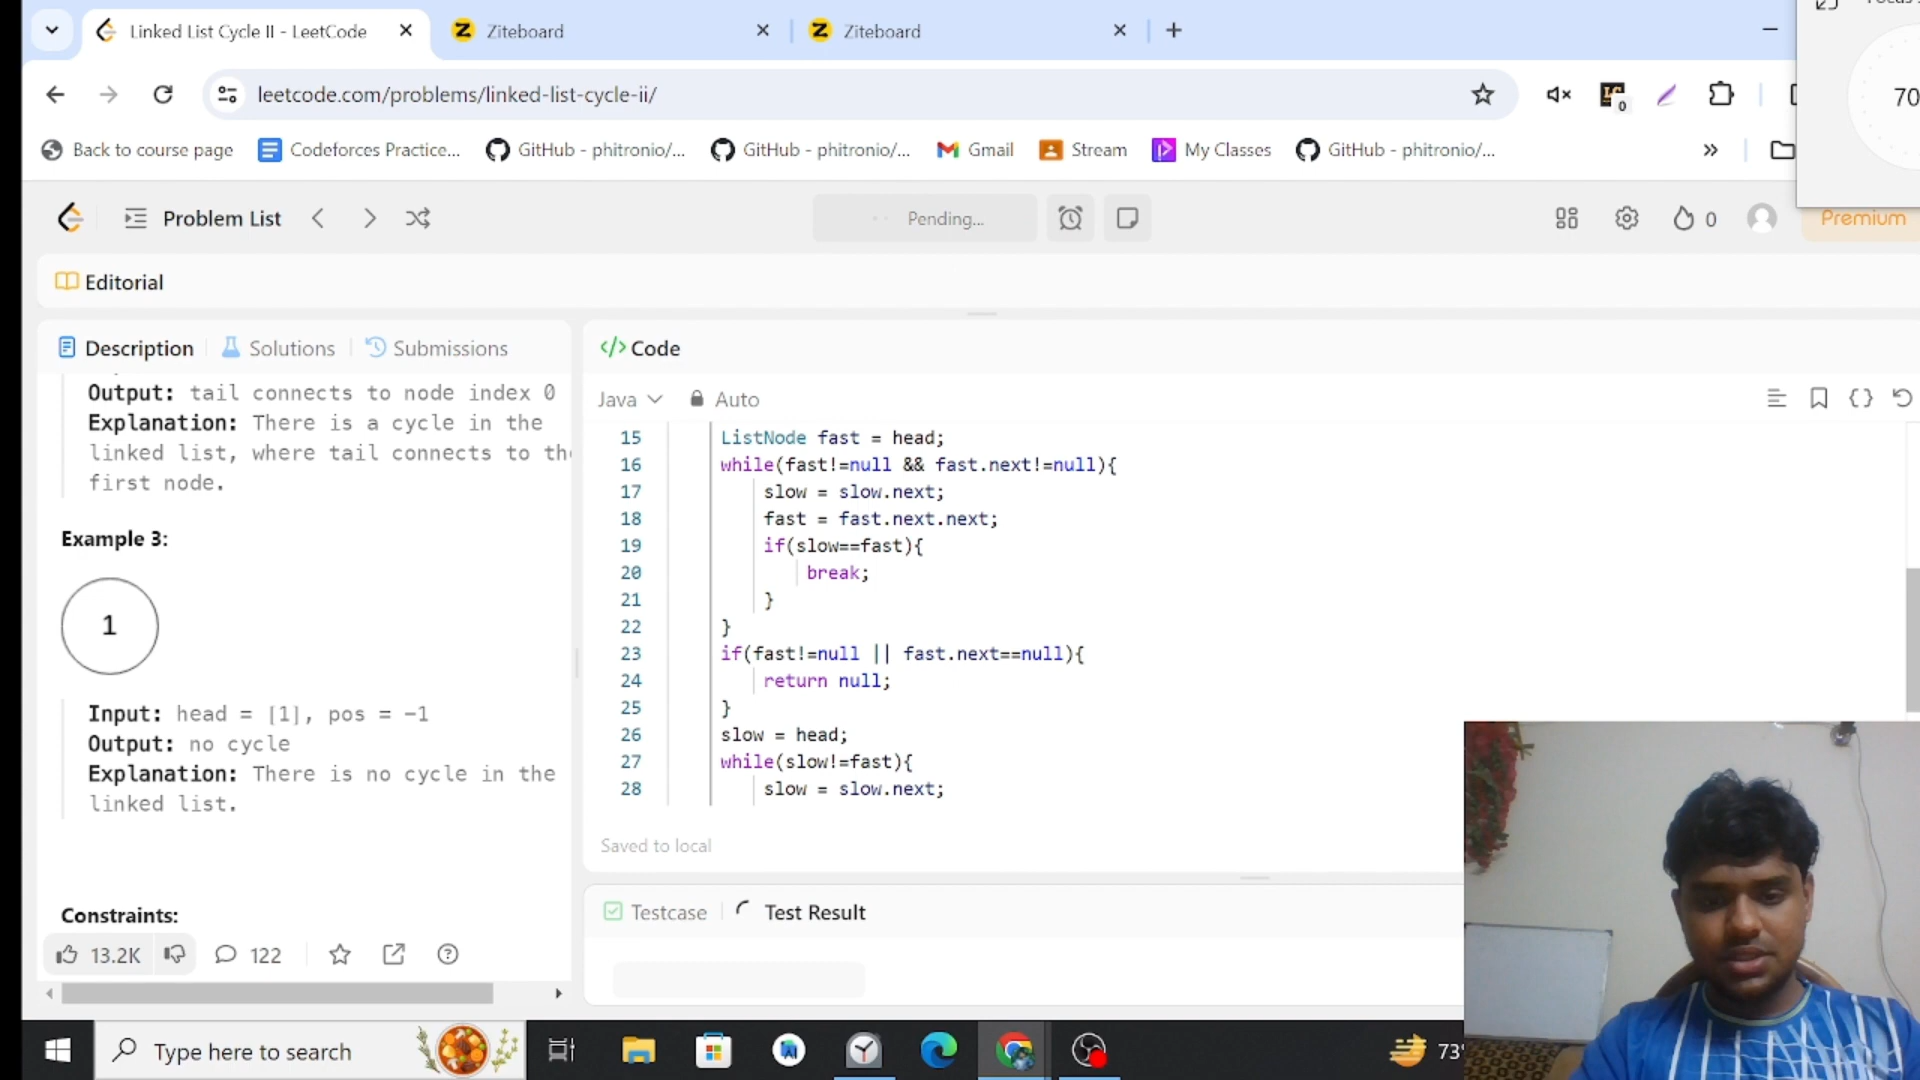 Linked List Cycle II - LeetCode
Ziteboard
Ziteboard
leetcode.com/problems/linked-list-cycle-ii/
0
70
Back to course page
Codeforces Practice...
GitHub - phitronio/...
GitHub - phitronio/...
Gmail
Stream
My Classes
GitHub - phitronio/...
»
Problem List
Pending...
0
Premium
Editorial
Description
Solutions
Submissions
Output: tail connects to node index 0
Explanation: There is a cycle in the
linked list, where tail connects to th
first node.
Example 3:
1
Input: head = [1], pos = -1
Output: no cycle
Explanation: There is no cycle in the
linked list.
Constraints:
13.2K
122
</> Code
Java
Auto
15 ListNode fast = head;
16 while(fast!=null && fast.next!=null){
17 slow = slow.next;
18 fast = fast.next.next;
19 if(slow==fast){
20 break;
21 }
22 }
23 if(fast!=null || fast.next==null){
24 return null;
25 }
26 slow = head;
27 while(slow!=fast){
28 slow = slow.next;
Saved to local
Testcase
Test Result
Type here to search
73°